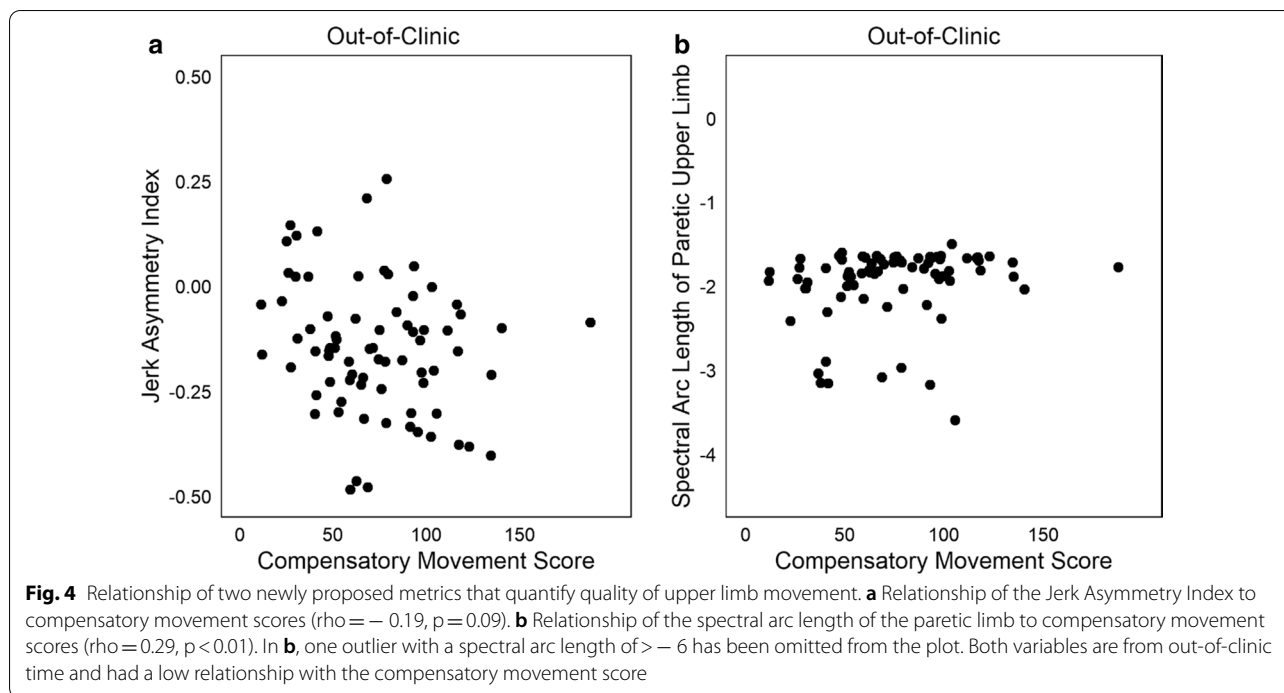 a
Out-of-Clinic
0.50
0.25
0.00
-0.25
-0.50
Jerk Asymmetry Index
0 50 100 150
Compensatory Movement Score
b
Out-of-Clinic
0
-1
-2
-3
-4
Spectral Arc Length of Paretic Upper Limb
0 50 100 150
Compensatory Movement Score
Fig. 4 Relationship of two newly proposed metrics that quantify quality of upper limb movement. a Relationship of the Jerk Asymmetry Index to
compensatory movement scores (rho = − 0.19, p = 0.09). b Relationship of the spectral arc length of the paretic limb to compensatory movement
scores (rho = 0.29, p < 0.01). In b, one outlier with a spectral arc length of > − 6 has been omitted from the plot. Both variables are from out-of-clinic
time and had a low relationship with the compensatory movement score